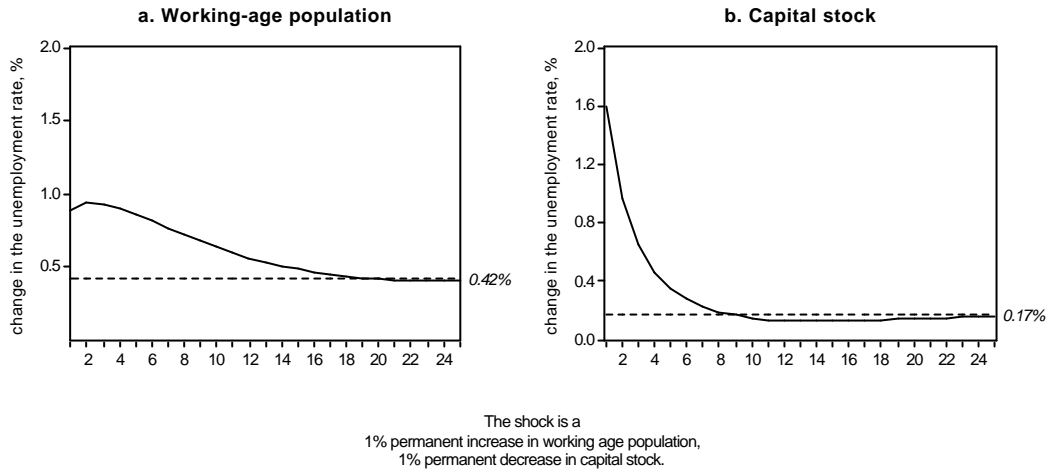 a. Working-age population
2.0
1.5
1.0
0.5
change in the unemployment rate, %
0.42%
2 4 6 8 10 12 14 16 18 20 22 24
b. Capital stock
2.0
1.6
1.2
0.8
0.4
0.0
change in the unemployment rate, %
0.17%
2 4 6 8 10 12 14 16 18 20 22 24
The shock is a
1% permanent increase in working age population,
1% permanent decrease in capital stock.